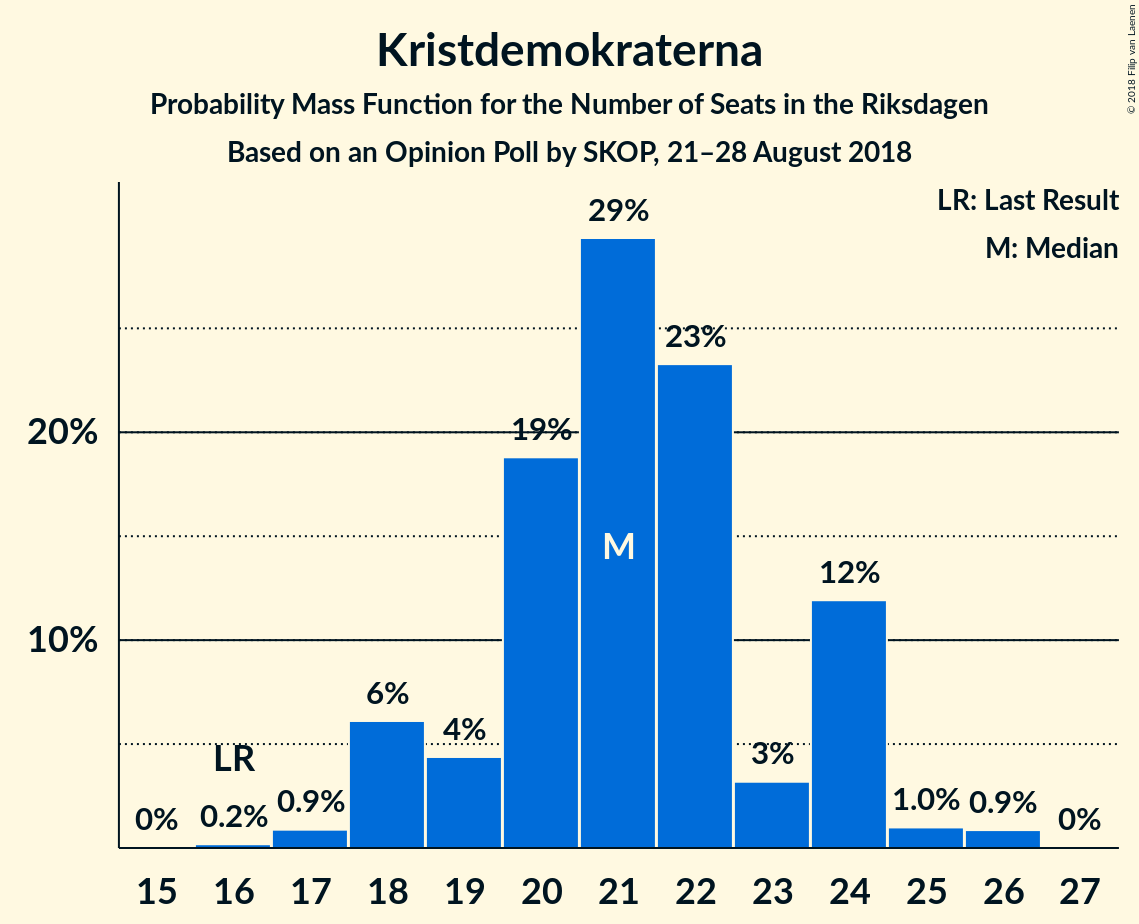 Kristdemokraterna
Probability Mass Function for the Number of Seats in the Riksdagen
Based on an Opinion Poll by SKOP, 21–28 August 2018
© 2018 Filip van Laenen
LR: Last Result
M: Median
29%
23%
20%
19%
M
12%
10%
6%
4%
3%
LR
0%
0.2%
0.9%
1.0%
0.9%
0%
15 16 17 18 19 20 21 22 23 24 25 26 27